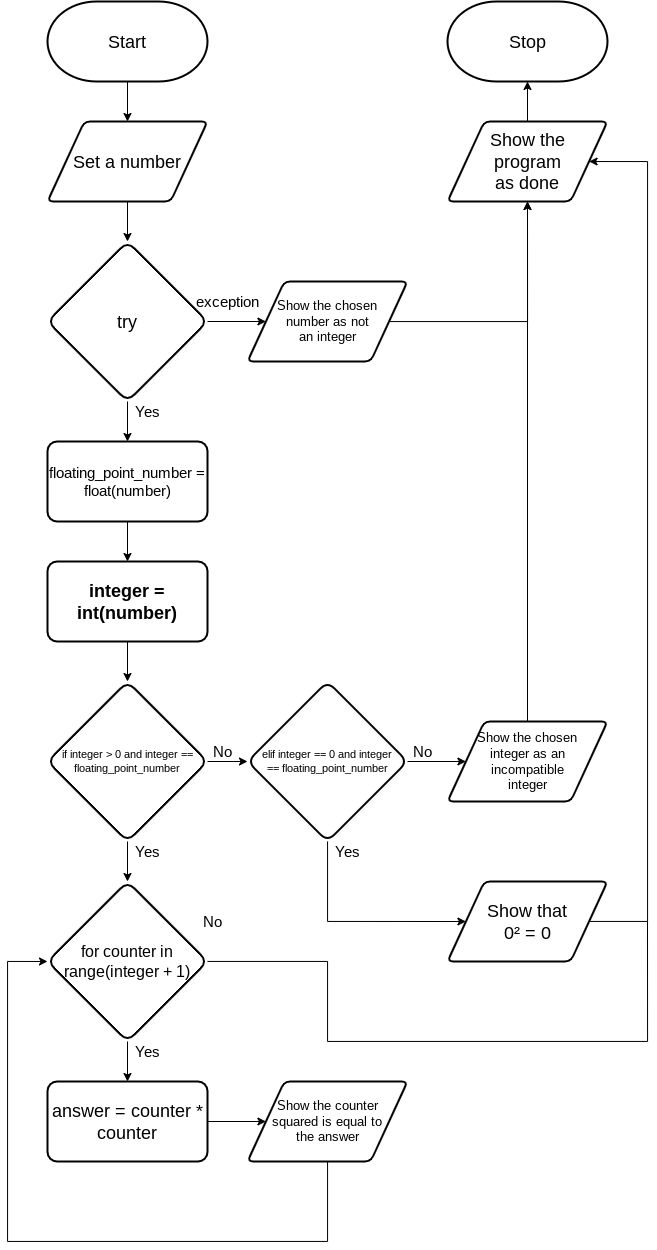 Start
Stop
Set a number
Show the
program
as done
try
exception
Show the chosen
number as not
an integer
Yes
floating_point_number =
float(number)
integer =
int(number)
if integer > 0 and integer ==
floating_point_number
No
elif integer == 0 and integer
== floating_point_number
No
Show the chosen
integer as an
incompatible
integer
Yes
Yes
Show that
0² = 0
No
for counter in
range(integer + 1)
Yes
answer = counter *
counter
Show the counter
squared is equal to
the answer